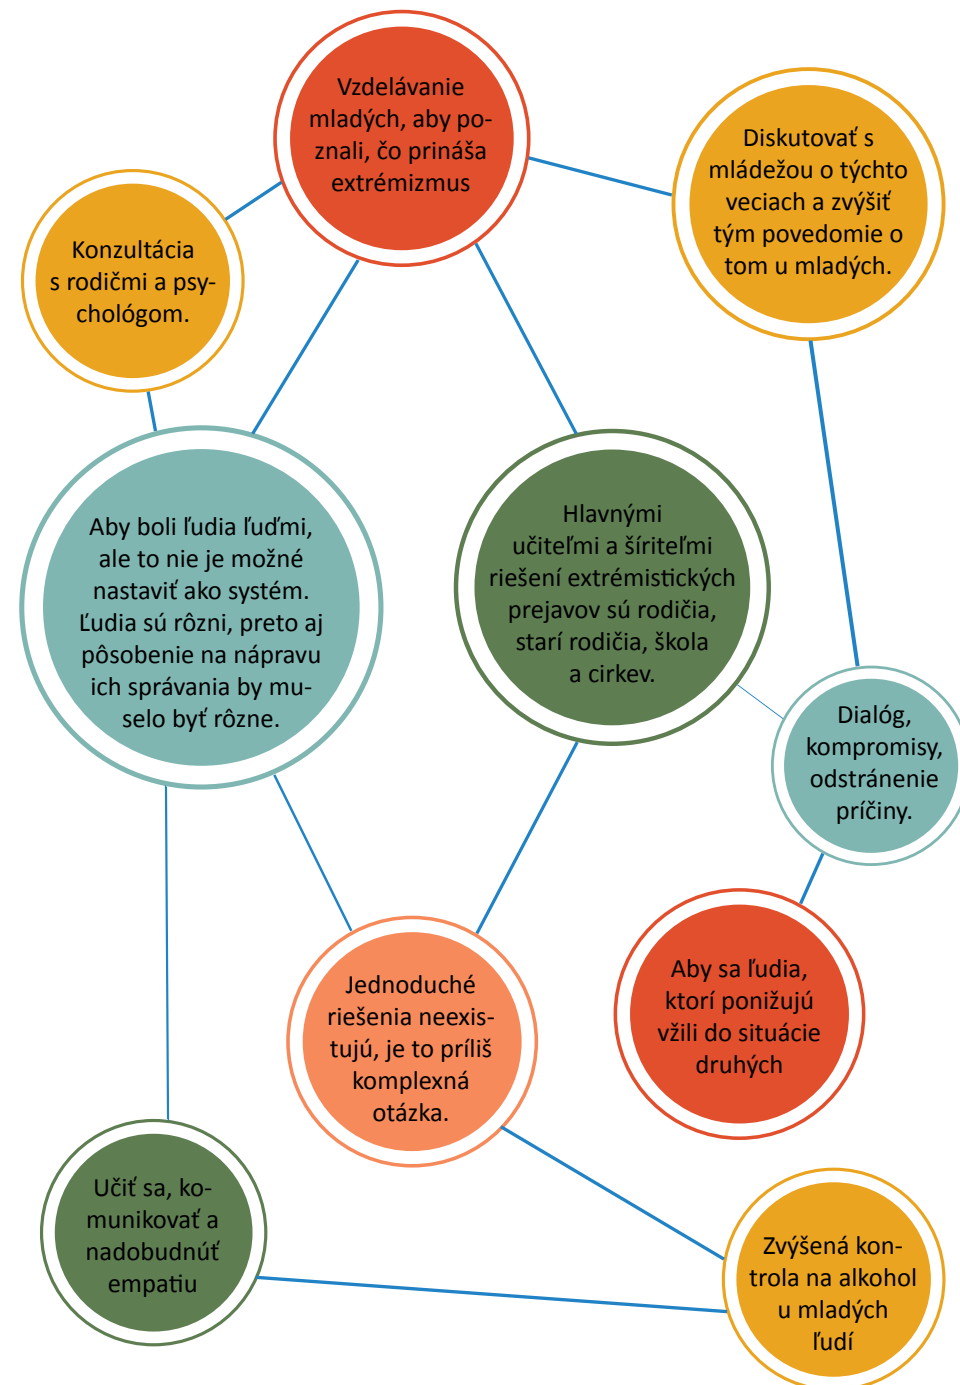 Vzdelávanie
mladých, aby po-
znali, čo prináša
extrémizmus
Diskutovať s
mládežou o týchto
veciach a zvýšiť
tým povedomie o
tom u mladých.
Konzultácia
s rodičmi a psy-
chológom.
Aby boli ľudia ľuďmi,
ale to nie je možné
nastaviť ako systém.
Ľudia sú rôzni, preto aj
pôsobenie na nápravu
ich správania by mu-
selo byť rôzne.
Hlavnými
učiteľmi a šíriteľmi
riešení extrémistických
prejavov sú rodičia,
starí rodičia, škola
a cirkev.
Dialóg,
kompromisy,
odstránenie
príčiny.
Jednoduché
riešenia neexis-
tujú, je to príliš
komplexná
otázka.
Aby sa ľudia,
ktorí ponižujú
vžili do situácie
druhých
Učiť sa, ko-
munikovať a
nadobudnúť
empatiu
Zvýšená kon-
trola na alkohol
u mladých
ľudí